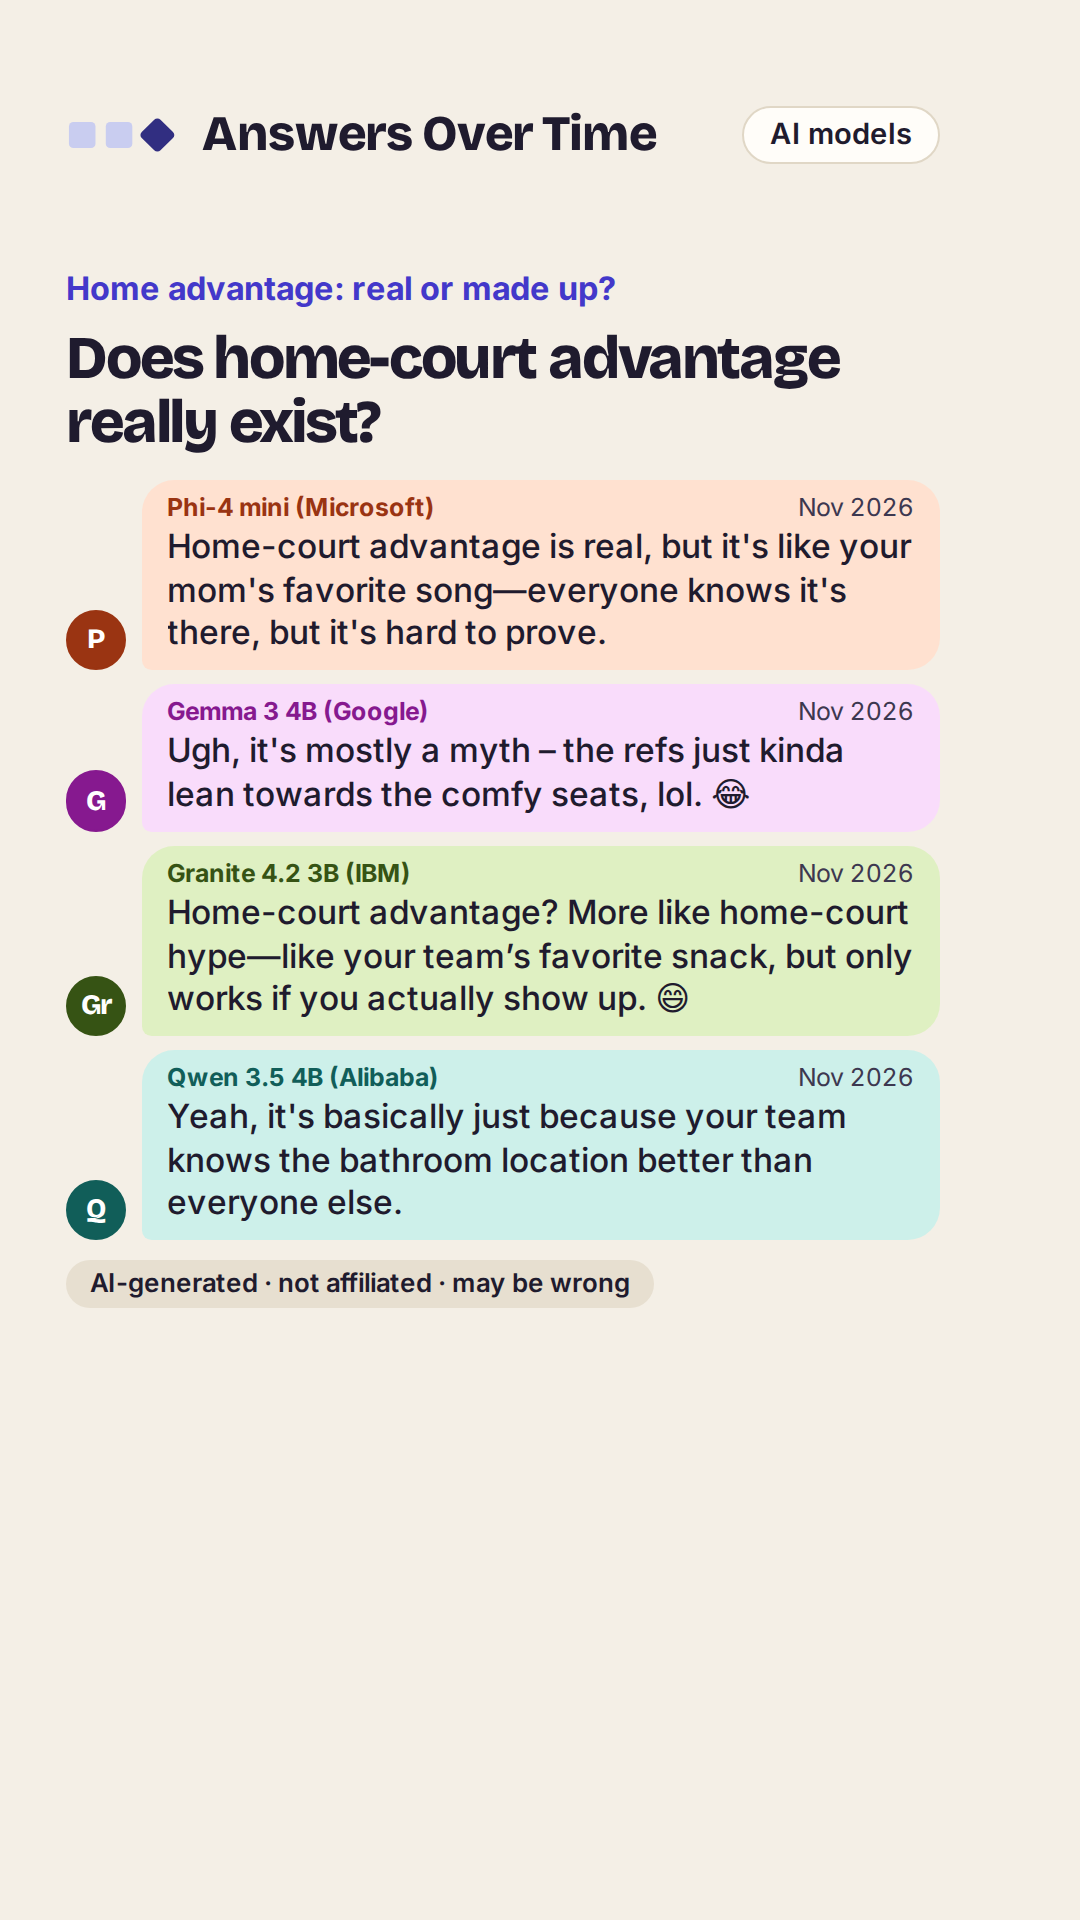 Answers Over Time
AI models
Home advantage: real or made up?
Does home-court advantage
really exist?
Phi-4 mini (Microsoft)
Nov 2026
Home-court advantage is real, but it's like your
mom's favorite song—everyone knows it's
there, but it's hard to prove.
P
Gemma 3 4B (Google)
Nov 2026
Ugh, it's mostly a myth – the refs just kinda
lean towards the comfy seats, lol. 😂
G
Granite 4.2 3B (IBM)
Nov 2026
Home-court advantage? More like home-court
hype—like your team’s favorite snack, but only
works if you actually show up. 😄
Gr
Qwen 3.5 4B (Alibaba)
Nov 2026
Yeah, it's basically just because your team
knows the bathroom location better than
everyone else.
Q
AI-generated · not affiliated · may be wrong